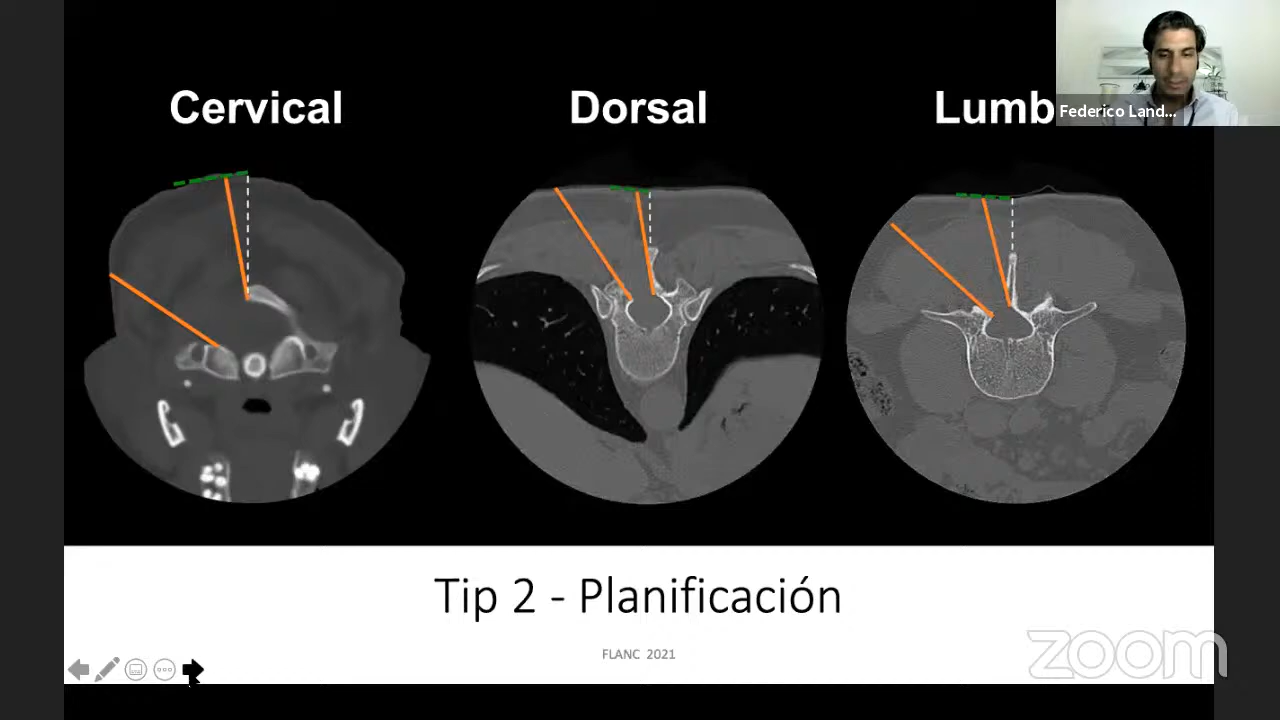 Cervical
Dorsal
Lumb
Federico Land...
Tip 2 - Planificación
FLANC 2021
zoom